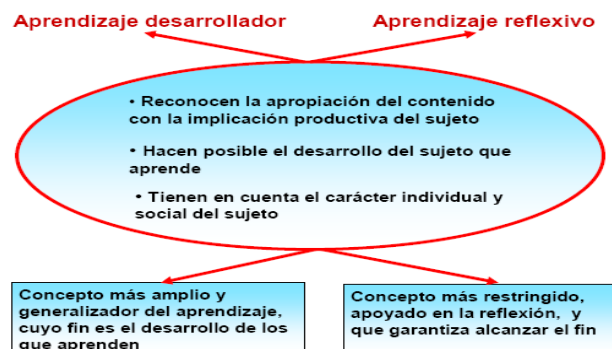 Aprendizaje desarrollador
Aprendizaje reflexivo
• Reconocen la apropiación del contenido
con la implicación productiva del sujeto
• Hacen posible el desarrollo del sujeto que
aprende
• Tienen en cuenta el carácter individual y
social del sujeto
Concepto más amplio y
generalizador del aprendizaje,
cuyo fin es el desarrollo de los
que aprenden
Concepto más restringido,
apoyado en la reflexión, y
que garantiza alcanzar el fin